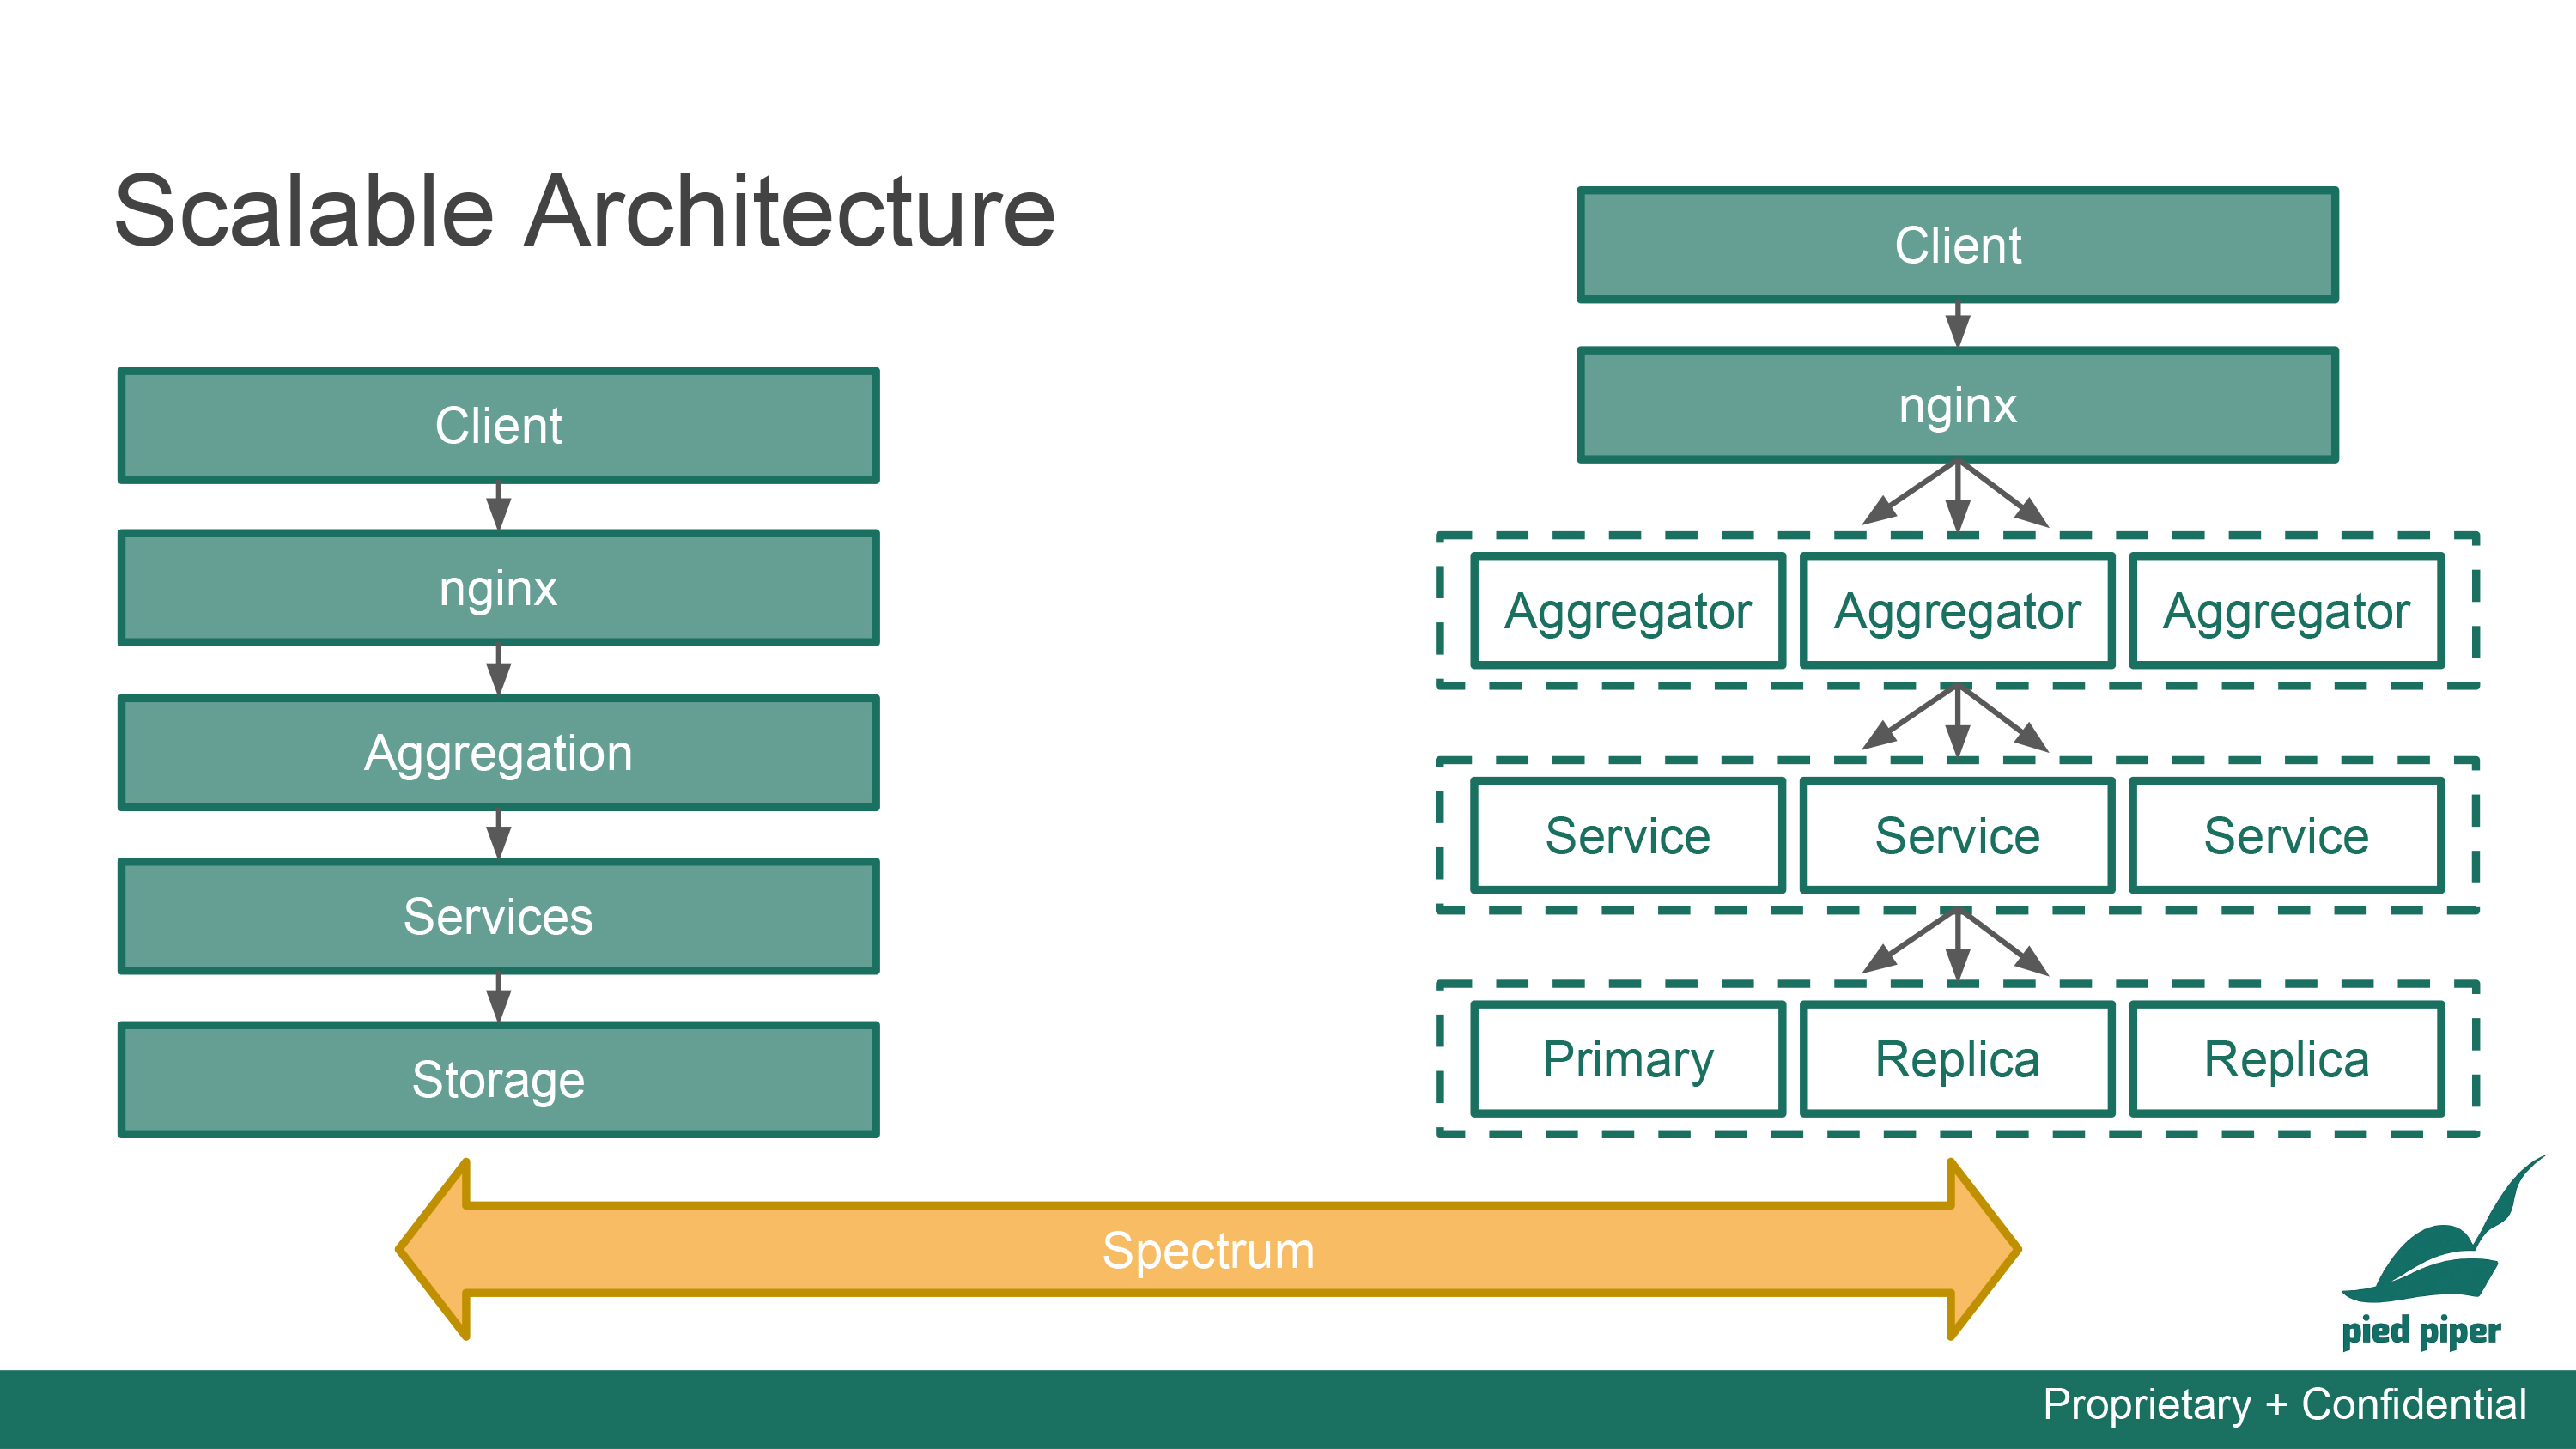 Scalable Architecture
Client
nginx
Aggregation
Services
Storage
Client
nginx
Aggregator Aggregator Aggregator
Service Service Service
Primary Replica Replica
Spectrum
pied piper
Proprietary + Confidential